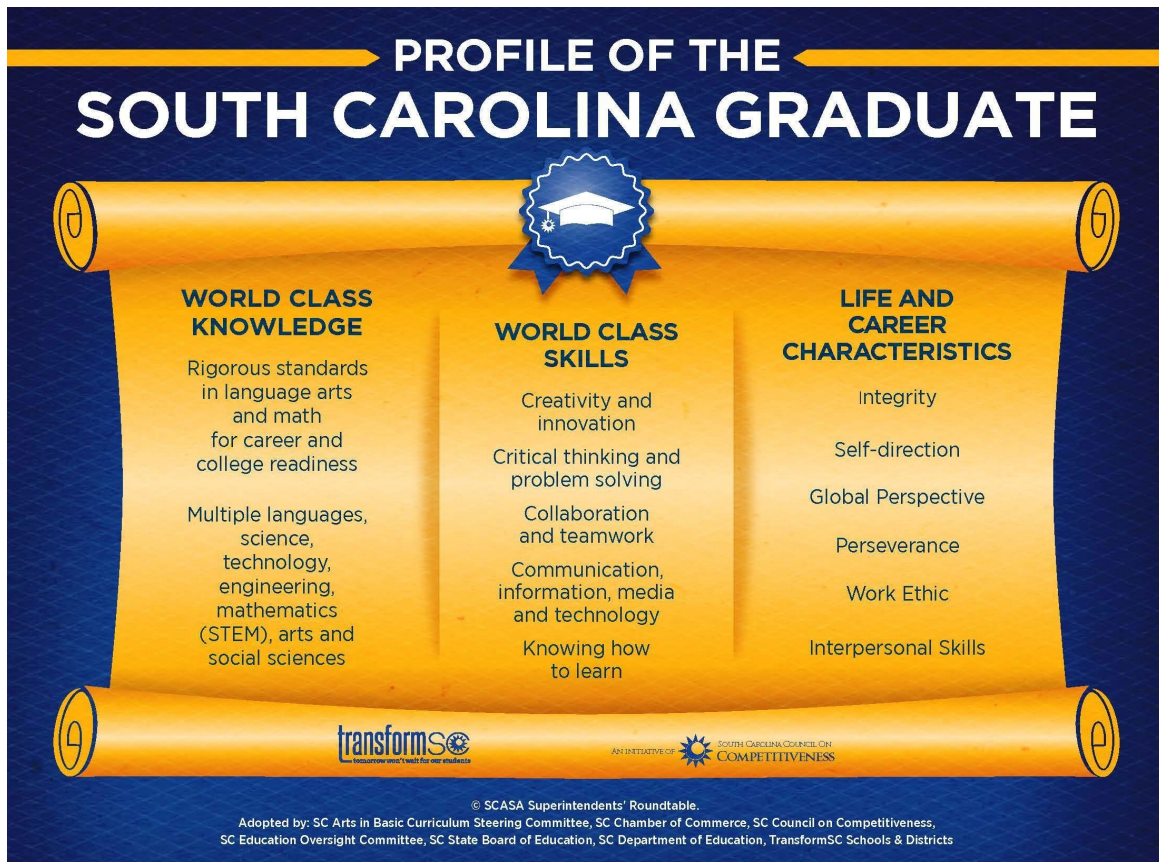 PROFILE OF THE
SOUTH CAROLINA GRADUATE
WORLD CLASS
KNOWLEDGE
Rigorous standards
in language arts
and math
for career and
college readiness
Multiple languages,
science,
technology,
engineering,
mathematics
(STEM), arts and
social sciences
WORLD CLASS
SKILLS
Creativity and
innovation
Critical thinking and
problem solving
Collaboration
and teamwork
Communication,
information, media
and technology
Knowing how
to learn
LIFE AND
CAREER
CHARACTERISTICS
Integrity
Self-direction
Global Perspective
Perseverance
Work Ethic
Interpersonal Skills
transformSC
tomorrow won't wait for our students
AN INITIATIVE OF
SOUTH CAROLINA COUNCIL ON
COMPETITIVENESS
© SCASA Superintendents' Roundtable.
Adopted by: SC Arts in Basic Curriculum Steering Committee, SC Chamber of Commerce, SC Council on Competitiveness,
SC Education Oversight Committee, SC State Board of Education, SC Department of Education, TransformSC Schools & Districts